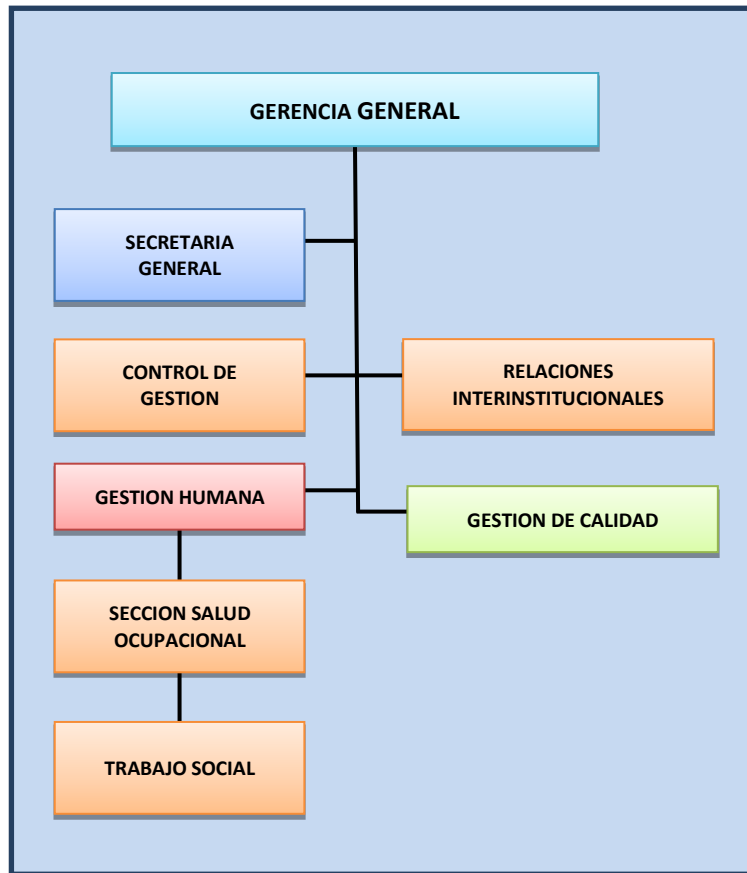 GERENCIA GENERAL
SECRETARIA
GENERAL
CONTROL DE
GESTION
RELACIONES
INTERINSTITUCIONALES
GESTION HUMANA
GESTION DE CALIDAD
SECCION SALUD
OCUPACIONAL
TRABAJO SOCIAL